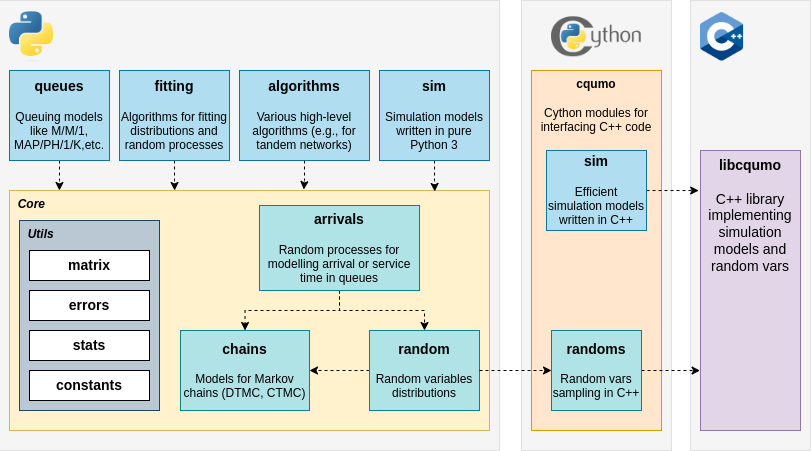 ython
C++
queues
Queuing models
like M/M/1,
MAP/PH/1/K,etc.
fitting
Algorithms for fitting
distributions and
random processes
algorithms
Various high-level
algorithms (e.g., for
tandem networks)
sim
Simulation models
written in pure
Python 3
cqumo
Cython modules for
interfacing C++ code
sim
Efficient
simulation models
written in C++
libcqumo
C++ library
implementing
simulation
models and
random vars
Core
Utils
matrix
errors
stats
constants
arrivals
Random processes for
modelling arrival or service
time in queues
chains
Models for Markov
chains (DTMC, CTMC)
random
Random variables
distributions
randoms
Random vars
sampling in C++